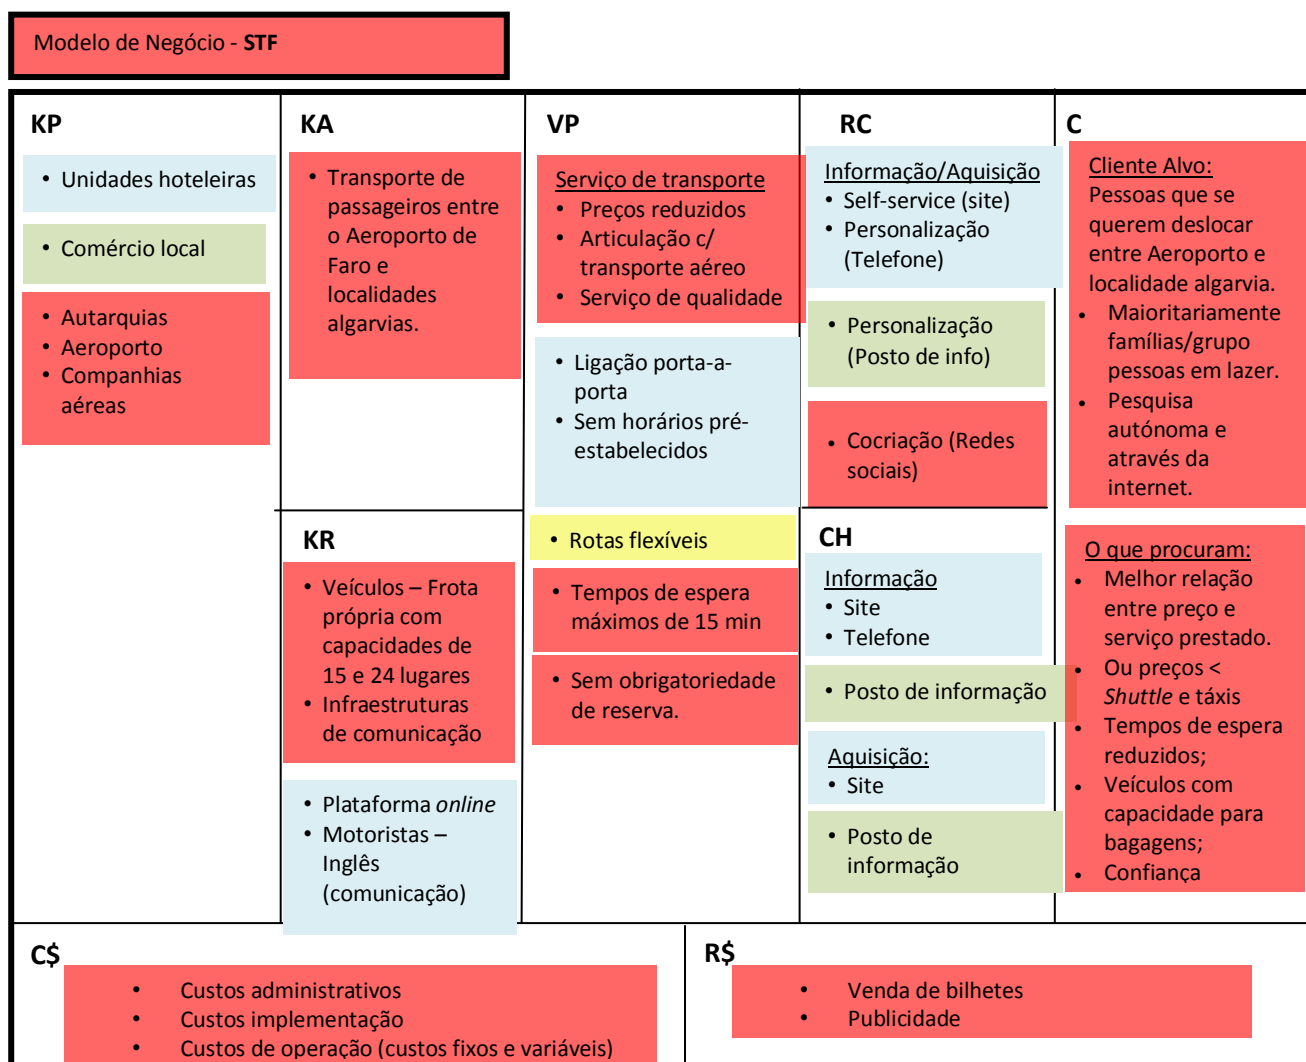 Modelo de Negócio - STF
KP
• Unidades hoteleiras
• Comércio local
• Autarquias
• Aeroporto
• Companhias
aéreas
KA
• Transporte de
passageiros entre
o Aeroporto de
Faro e
localidades
algarvias.
KR
• Veículos – Frota
própria com
capacidades de
15 e 24 lugares
• Infraestruturas
de comunicação
• Plataforma online
• Motoristas –
Inglês
(comunicação)
VP
Serviço de transporte
• Preços reduzidos
• Articulação c/
transporte aéreo
• Serviço de qualidade
• Ligação porta-a-
porta
• Sem horários pré-
estabelecidos
• Rotas flexíveis
• Tempos de espera
máximos de 15 min
• Sem obrigatoriedade
de reserva.
RC
Informação/Aquisição
• Self-service (site)
• Personalização
(Telefone)
• Personalização
(Posto de info)
• Cocriação (Redes
sociais)
CH
Informação
• Site
• Telefone
• Posto de informação
Aquisição:
• Site
• Posto de
informação
C
Cliente Alvo:
Pessoas que se
querem deslocar
entre Aeroporto e
localidade algarvia.
• Maioritariamente
famílias/grupo
pessoas em lazer.
• Pesquisa
autónoma e
através da
internet.
O que procuram:
• Melhor relação
entre preço e
serviço prestado.
• Ou preços <
Shuttle e táxis
• Tempos de espera
reduzidos;
• Veículos com
capacidade para
bagagens;
• Confiança
C$
• Custos administrativos
• Custos implementação
• Custos de operação (custos fixos e variáveis)
R$
• Venda de bilhetes
• Publicidade